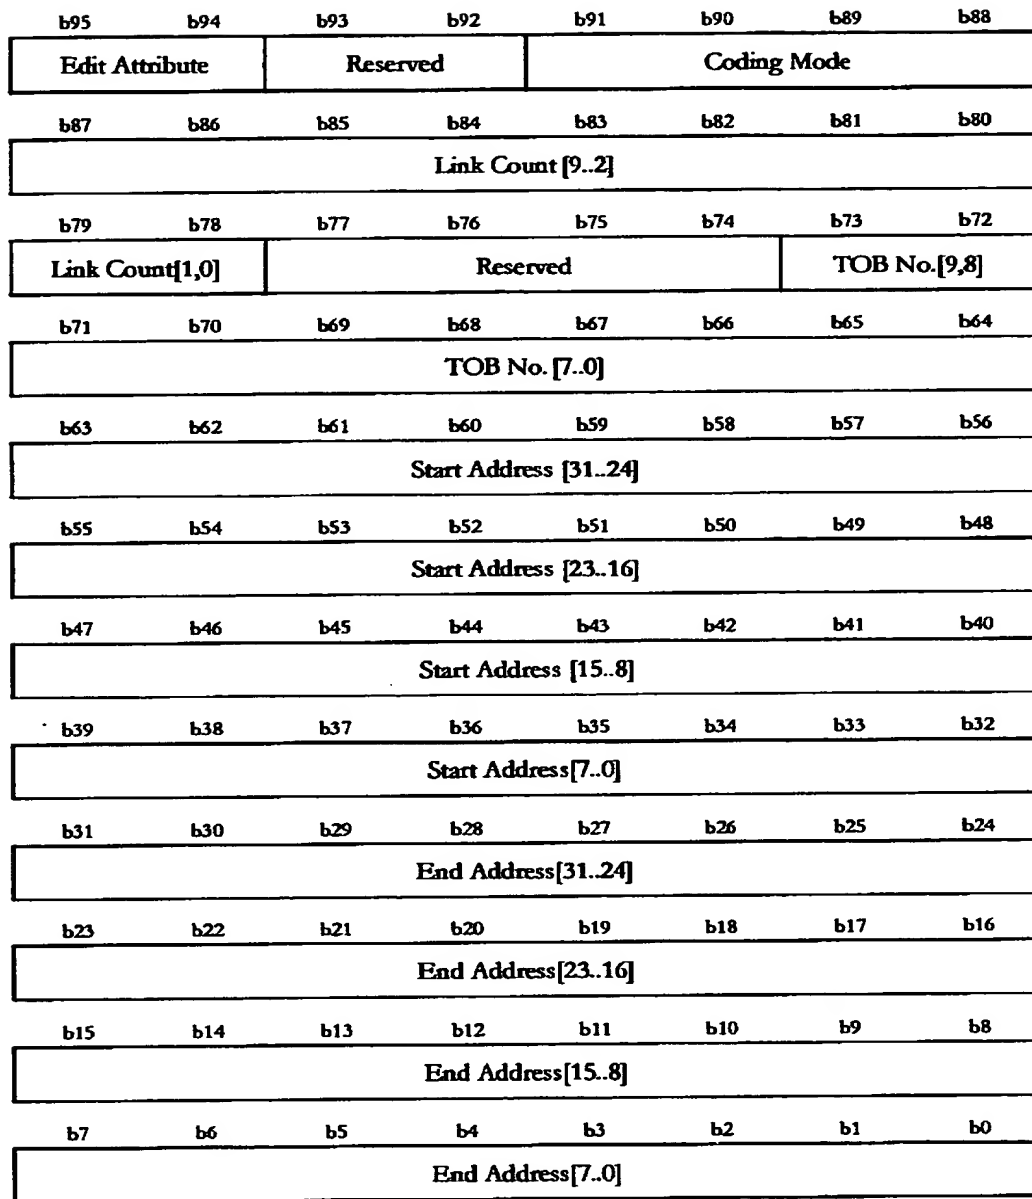 b95 b94 b93 b92 b91 b90 b89 b88
Edit Attribute Reserved Coding Mode
b87 b86 b85 b84 b83 b82 b81 b80
Link Count [9..2]
b79 b78 b77 b76 b75 b74 b73 b72
Link Count[1,0] Reserved TOB No.[9,8]
b71 b70 b69 b68 b67 b66 b65 b64
TOB No. [7..0]
b63 b62 b61 b60 b59 b58 b57 b56
Start Address [31..24]
b55 b54 b53 b52 b51 b50 b49 b48
Start Address [23..16]
b47 b46 b45 b44 b43 b42 b41 b40
Start Address [15..8]
b39 b38 b37 b36 b35 b34 b33 b32
Start Address[7..0]
b31 b30 b29 b28 b27 b26 b25 b24
End Address[31..24]
b23 b22 b21 b20 b19 b18 b17 b16
End Address[23..16]
b15 b14 b13 b12 b11 b10 b9 b8
End Address[15..8]
b7 b6 b5 b4 b3 b2 b1 b0
End Address[7..0]